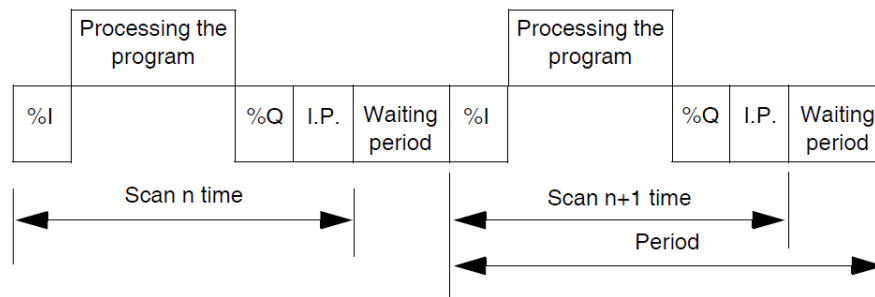 Processing the
program
Processing the
program
%I
%Q
I.P.
Waiting
period
%I
%Q
I.P.
Waiting
period
Scan n time
Scan n+1 time
Period